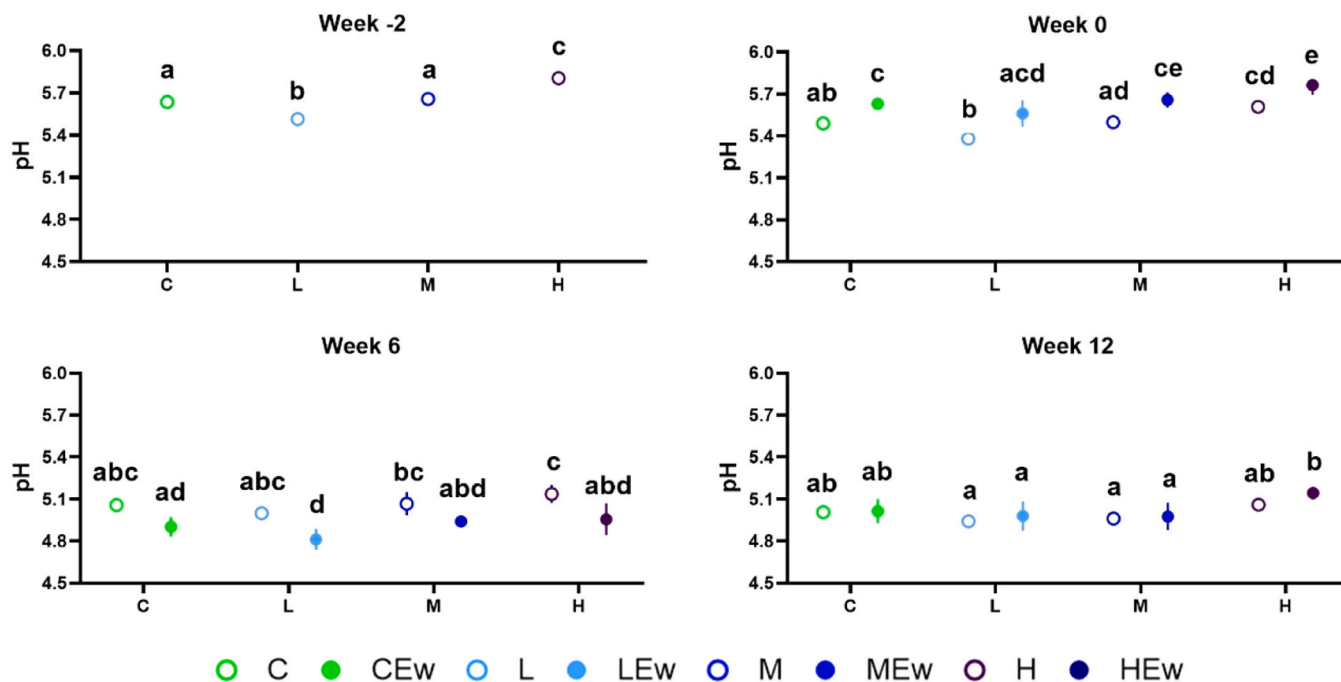 Week -2
6.0
5.7
5.4
5.1
4.8
4.5
pH
a
b
a
c
C
L
M
H
Week 0
6.0
5.7
5.4
5.1
4.8
4.5
pH
ab
c
b
acd
ad
ce
cd
e
C
L
M
H
Week 6
6.0
5.7
5.4
5.1
4.8
4.5
pH
abc
ad
abc
d
bc
abd
c
abd
C
L
M
H
Week 12
6.0
5.7
5.4
5.1
4.8
4.5
pH
ab
ab
a
a
a
a
ab
b
C
L
M
H
C CEw L LEw M MEw H HEw